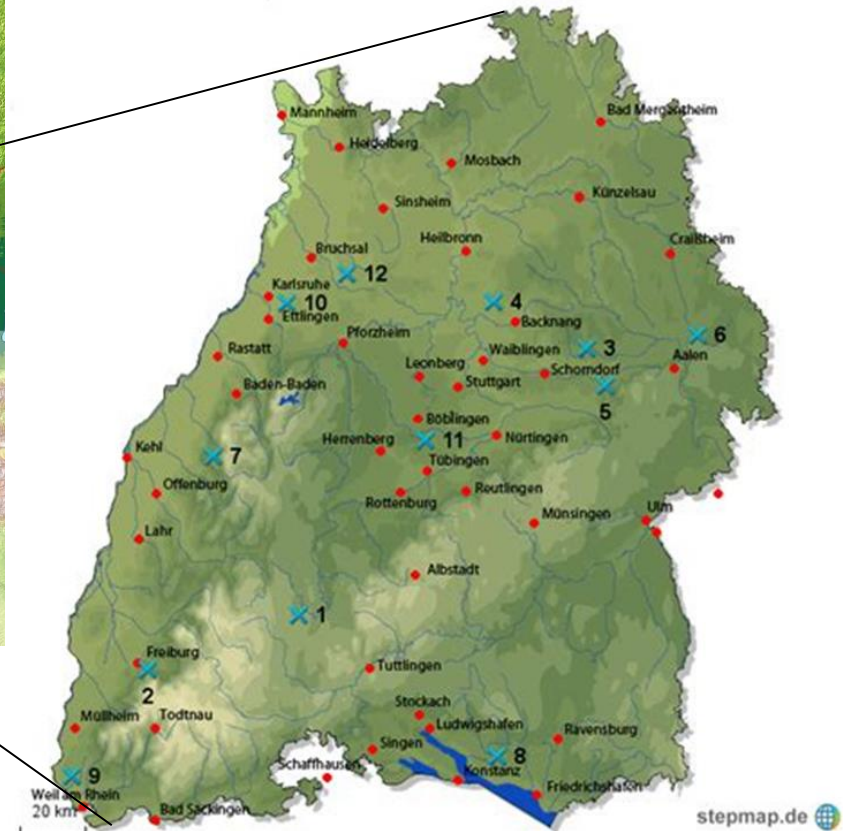 Mannheim
Bad Mergentheim
Heidelberg
Mosbach
Künzelsau
Sinsheim
Heilbronn
Crailsheim
Bruchsal
12
Karlsruhe
10
4
Ettlingen
Backnang
Pforzheim
6
Rastatt
Waiblingen
3
Leonberg
Aalen
Schorndorf
Baden-Baden
Stuttgart
5
Böblingen
Herrenberg
11
Nürtingen
Kehl
7
Tübingen
Offenburg
Reutlingen
Rottenburg
Ulm
Münsingen
Lahr
Albstadt
1
Freiburg
Tuttlingen
2
Stockach
Müllheim
Todtnau
Ludwigshafen
Ravensburg
Singen
8
Schaffhausen
Konstanz
9
Friedrichshafen
Weil am Rhein
20 km
Bad Säckingen
stepmap.de